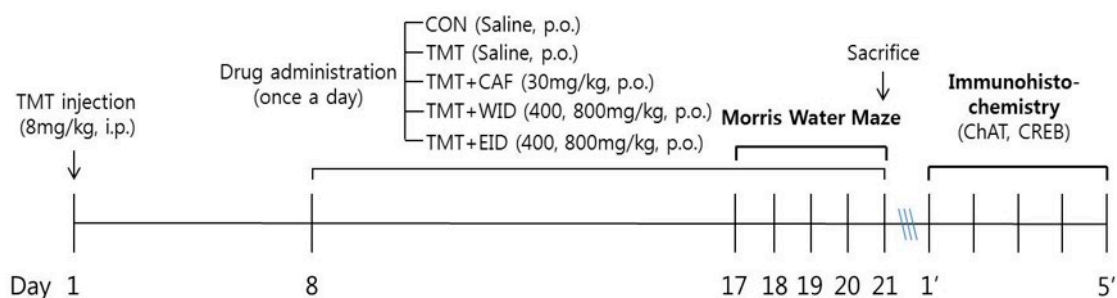 CON (Saline, p.o.)
TMT (Saline, p.o.)
TMT+CAF (30mg/kg, p.o.)
TMT+WID (400, 800mg/kg, p.o.)
TMT+EID (400, 800mg/kg, p.o.)
Drug administration
(once a day)
TMT injection
(8mg/kg, i.p.)
Sacrifice
Morris Water Maze
Immunohisto-
chemistry
(ChAT, CREB)
Day 1 8 17 18 19 20 21 1' 5'